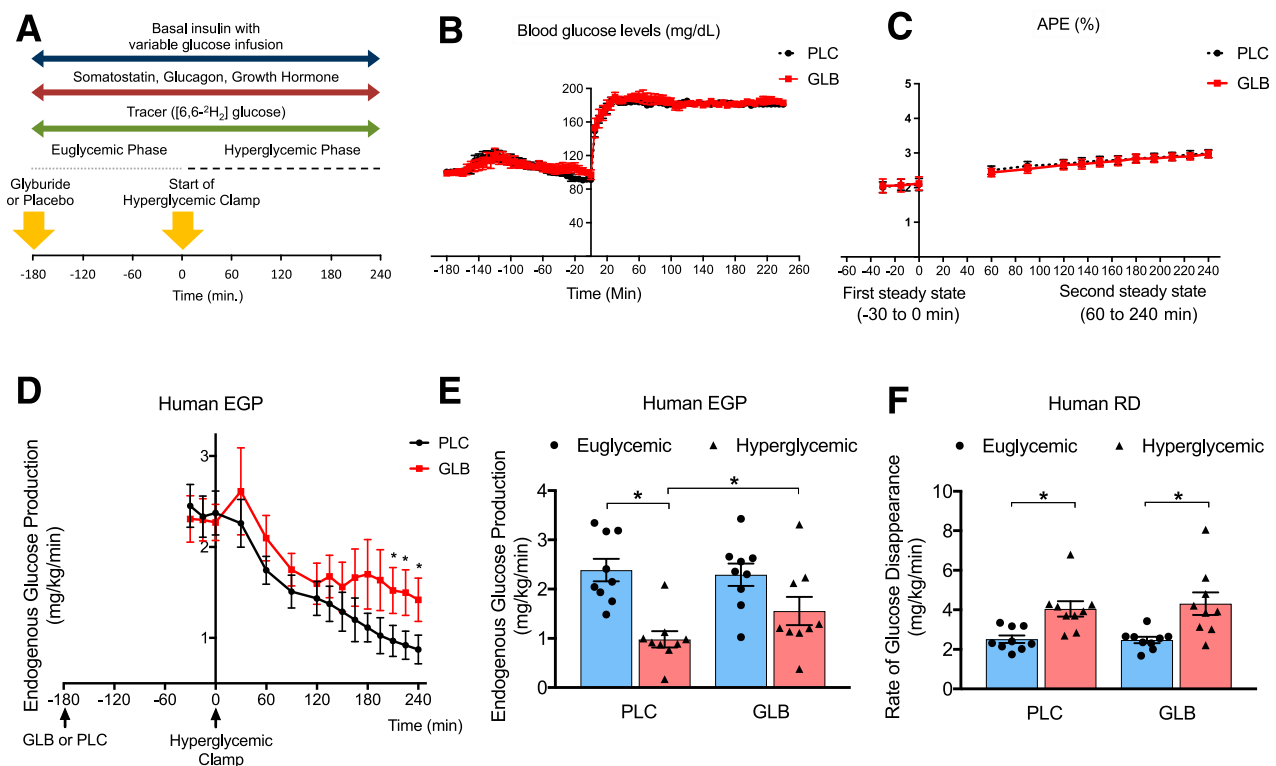 A
Basal insulin with
variable glucose infusion
Somatostatin, Glucagon, Growth Hormone
Tracer ([6,6-²H₂] glucose)
Euglycemic Phase
Hyperglycemic Phase
Glyburide
or Placebo
Start of
Hyperglycemic Clamp
-180 -120 -60 0 60 120 180 240
Time (min.)
B
Blood glucose levels (mg/dL)
PLC
GLB
200
160
120
80
40
-180 -140 -100 -60 -20 20 60 100 140 180 220 260
Time (Min)
C
APE (%)
PLC
GLB
5
4
3
2
1
-60 -40 -20 0 20 40 60 80 100 120 140 160 180 200 220 240
First steady state
(-30 to 0 min)
Second steady state
(60 to 240 min)
D
Human EGP
PLC
GLB
Endogenous Glucose Production
(mg/kg/min)
3
2
1
* * *
-180 -120 -60 0 60 120 180 240
Time (min)
GLB or PLC
Hyperglycemic
Clamp
E
Human EGP
Euglycemic
Hyperglycemic
Endogenous Glucose Production
(mg/kg/min)
4
3
2
1
0
*
*
PLC
GLB
F
Human RD
Euglycemic
Hyperglycemic
Rate of Glucose Disappearance
(mg/kg/min)
10
8
6
4
2
0
*
*
PLC
GLB